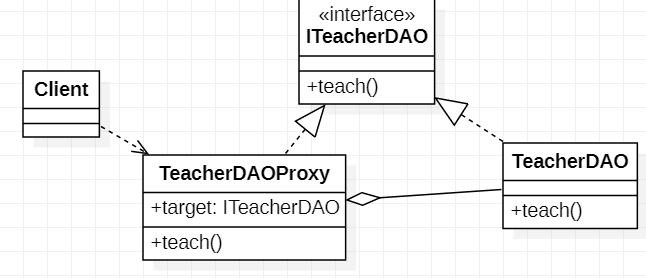 «interface»
ITeacherDAO
+teach()
Client
TeacherDAOProxy
+target: ITeacherDAO
+teach()
TeacherDAO
+teach()